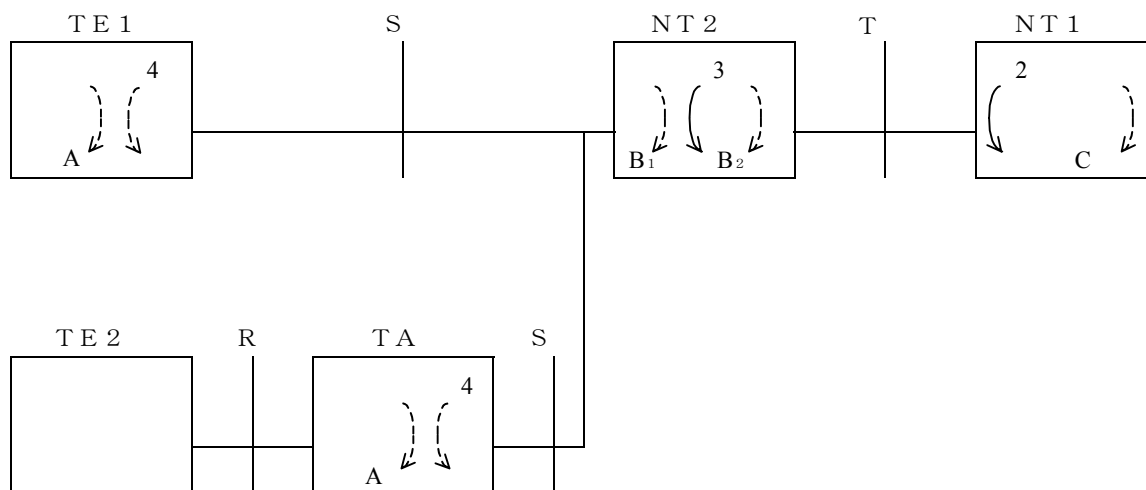 ＴＥ１ Ｓ ＮＴ２ Ｔ ＮＴ１
4 3 2
A B₁ B₂ C
ＴＥ２ Ｒ ＴＡ Ｓ
4
A